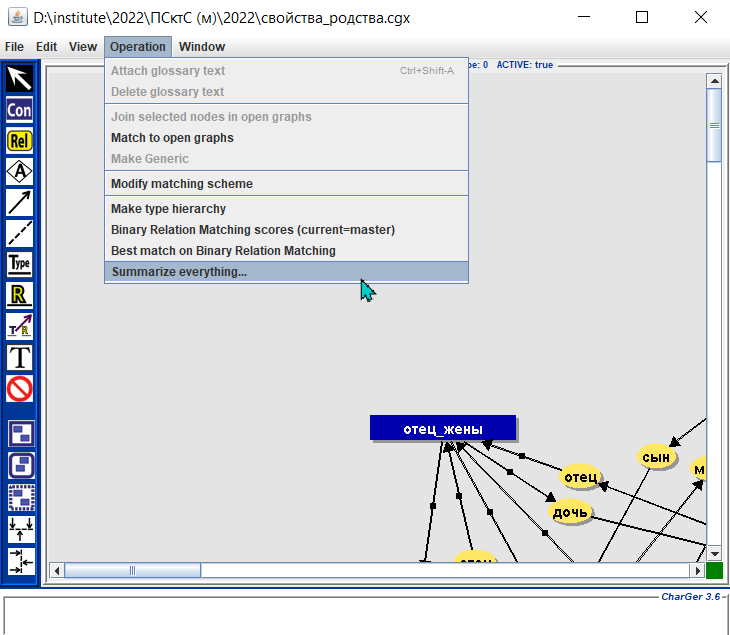 D:\institute\2022\ПСктС (м)\2022\свойства_родства.cgx
File Edit View Operation Window
pe: 0 ACTIVE: true
Attach glossary text Ctrl+Shift-A
Delete glossary text
Join selected nodes in open graphs
Match to open graphs
Make Generic
Modify matching scheme
Make type hierarchy
Binary Relation Matching scores (current=master)
Best match on Binary Relation Matching
Summarize everything...
Con
Rel
A
Type
R
T R
T
отец_жены
сын
м
отец
дочь
отец
CharGer 3.6